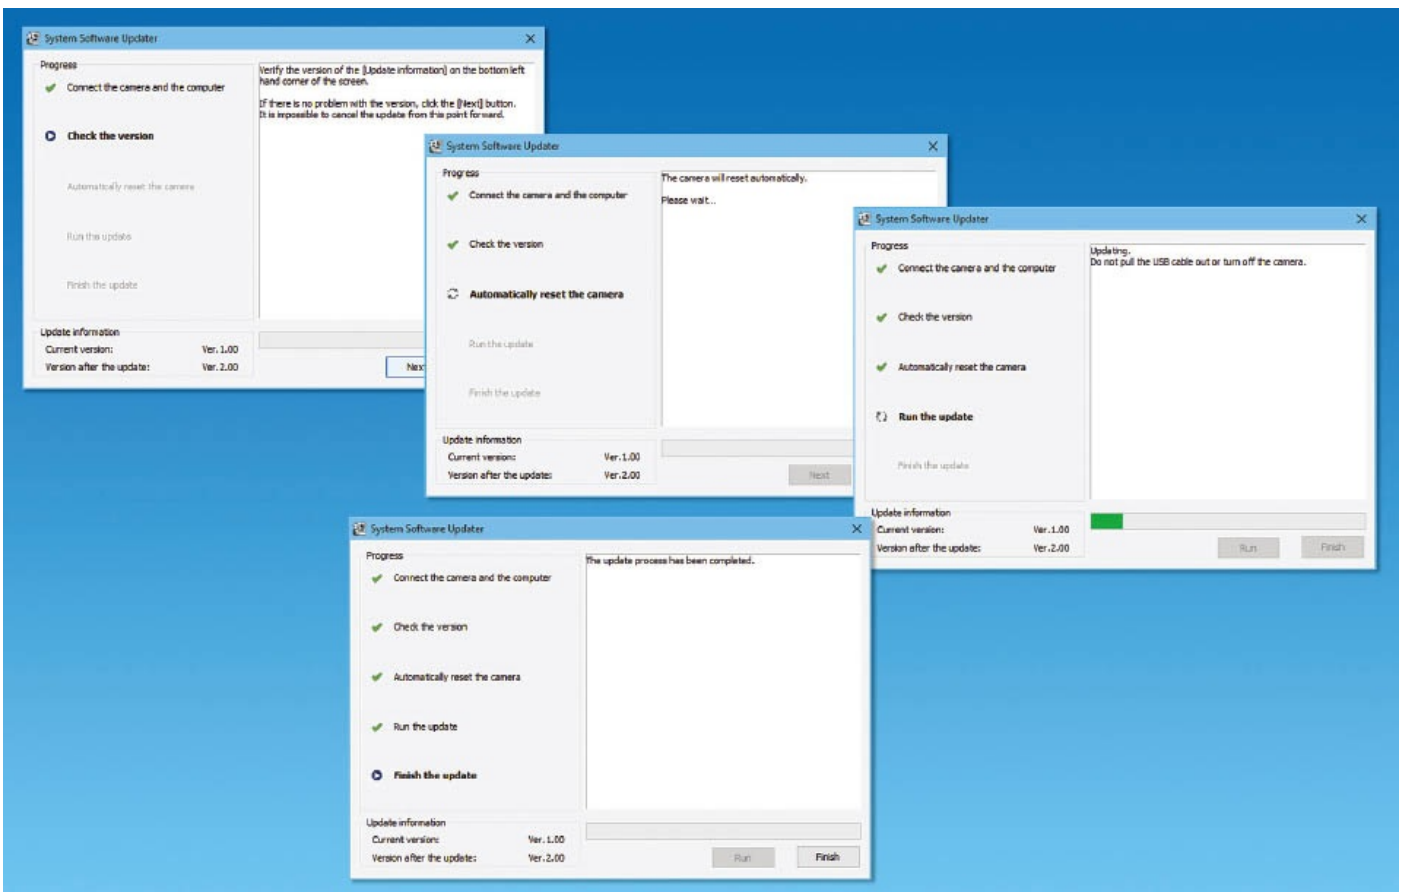 System Software Updater
Progress
Connect the camera and the computer
Check the version
Automatically reset the camera
Run the update
Finish the update
Verify the version of the [Update information] on the bottom left
hand corner of the screen.
If there is no problem with the version, click the [Next] button.
It is impossible to cancel the update from this point forward.
Update information
Current version: Ver.1.00
Version after the update: Ver.2.00
System Software Updater
Progress
Connect the camera and the computer
Check the version
Automatically reset the camera
Run the update
Finish the update
The camera will reset automatically.
Please wait...
Update information
Current version: Ver.1.00
Version after the update: Ver.2.00
Next
System Software Updater
Progress
Connect the camera and the computer
Check the version
Automatically reset the camera
Run the update
Finish the update
Updating.
Do not pull the USB cable out or turn off the camera.
Update information
Current version: Ver.1.00
Version after the update: Ver.2.00
Run Finish
System Software Updater
Progress
Connect the camera and the computer
Check the version
Automatically reset the camera
Run the update
Finish the update
The update process has been completed.
Update information
Current version: Ver.1.00
Version after the update: Ver.2.00
Run Finish